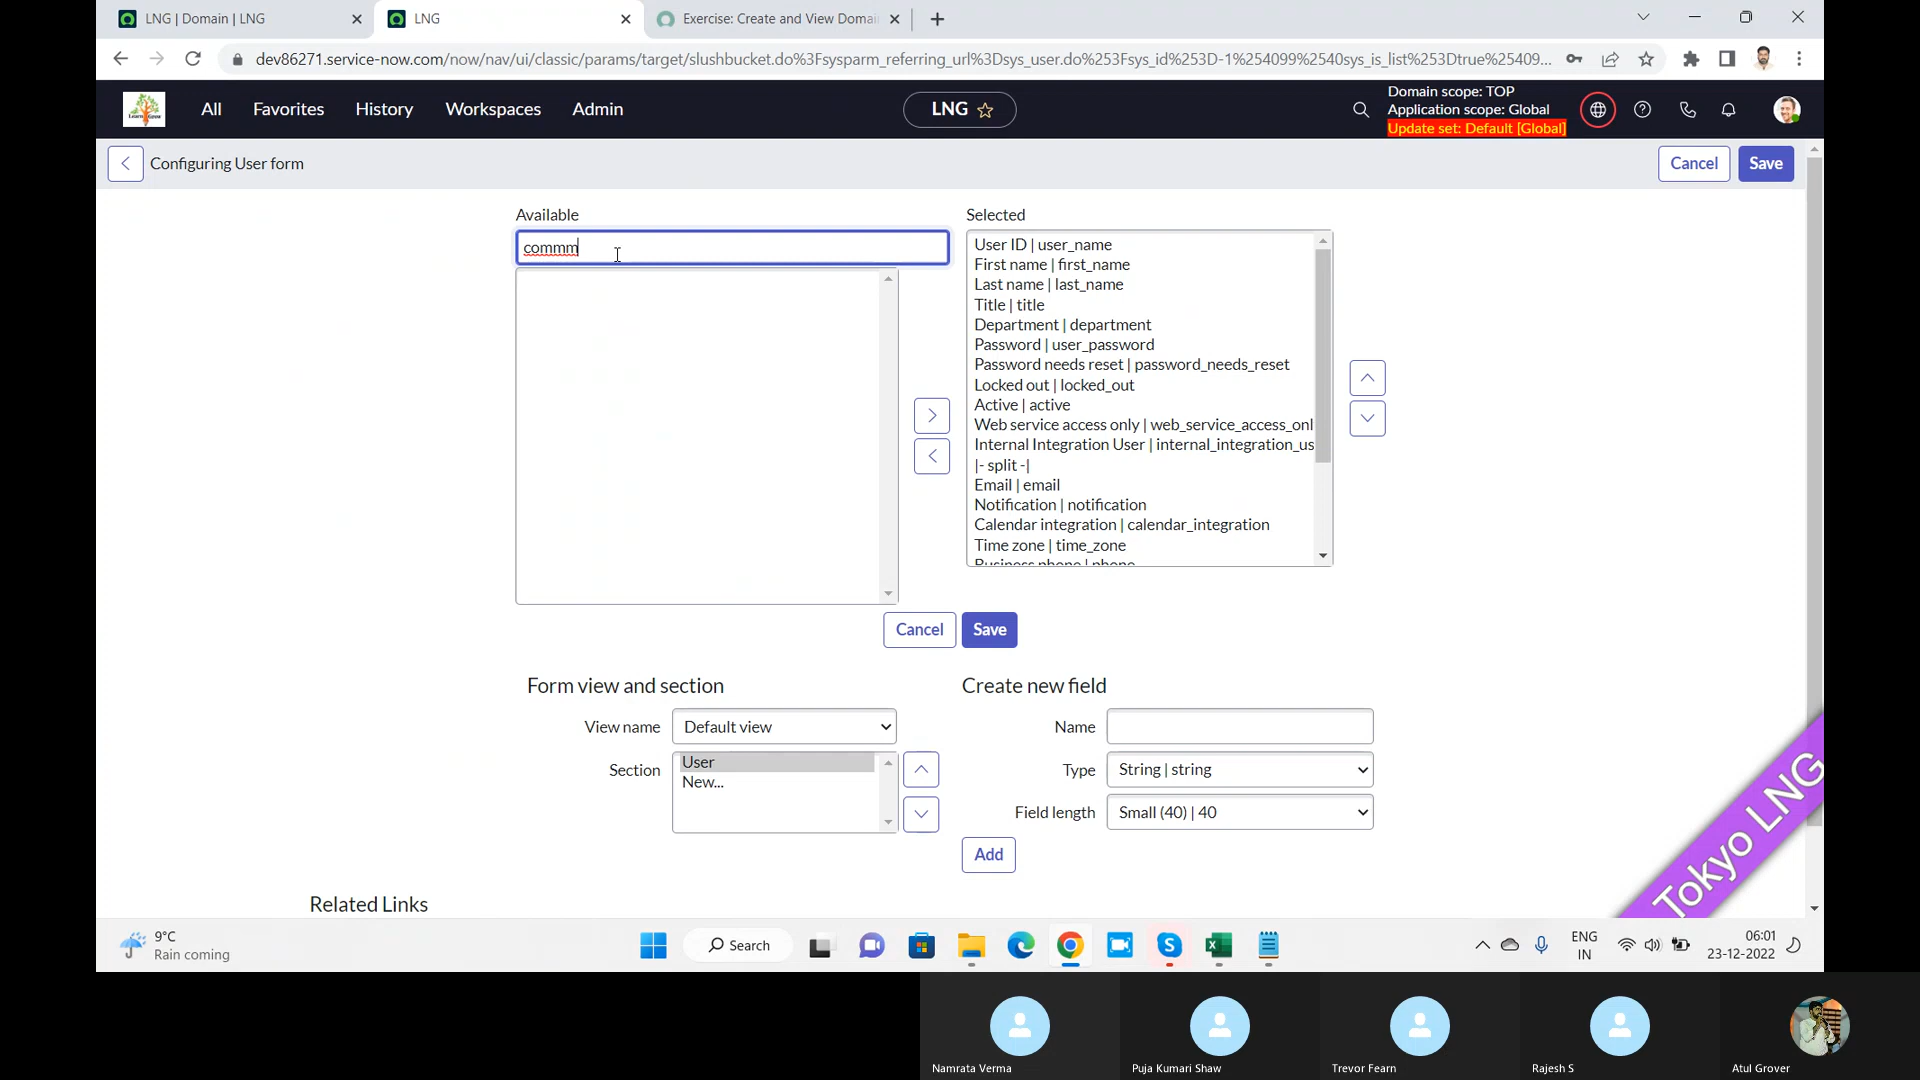 LNG | Domain | LNG
LNG
Exercise: Create and View Domai
dev86271.service-now.com/now/nav/ui/classic/params/target/slushbucket.do%3Fsysparm_referring_url%3Dsys_user.do%253Fsys_id%253D-1%254099%2540sys_is_list%253Dtrue%25409...
All
Favorites
History
Workspaces
Admin
LNG
Domain scope: TOP
Application scope: Global
Update set: Default [Global]
Configuring User form
Cancel
Save
Available
Selected
commm
User ID | user_name
First name | first_name
Last name | last_name
Title | title
Department | department
Password | user_password
Password needs reset | password_needs_reset
Locked out | locked_out
Active | active
Web service access only | web_service_access_onl
Internal Integration User | internal_integration_us
|- split -|
Email | email
Notification | notification
Calendar integration | calendar_integration
Time zone | time_zone
Business phone | phone
Cancel
Save
Form view and section
Create new field
View name
Default view
Name
Section
User
New...
Type
String | string
Field length
Small (40) | 40
Add
Related Links
Tokyo LNG
9°C
Rain coming
Search
ENG
IN
06:01
23-12-2022
Namrata Verma
Puja Kumari Shaw
Trevor Fearn
Rajesh S
Atul Grover